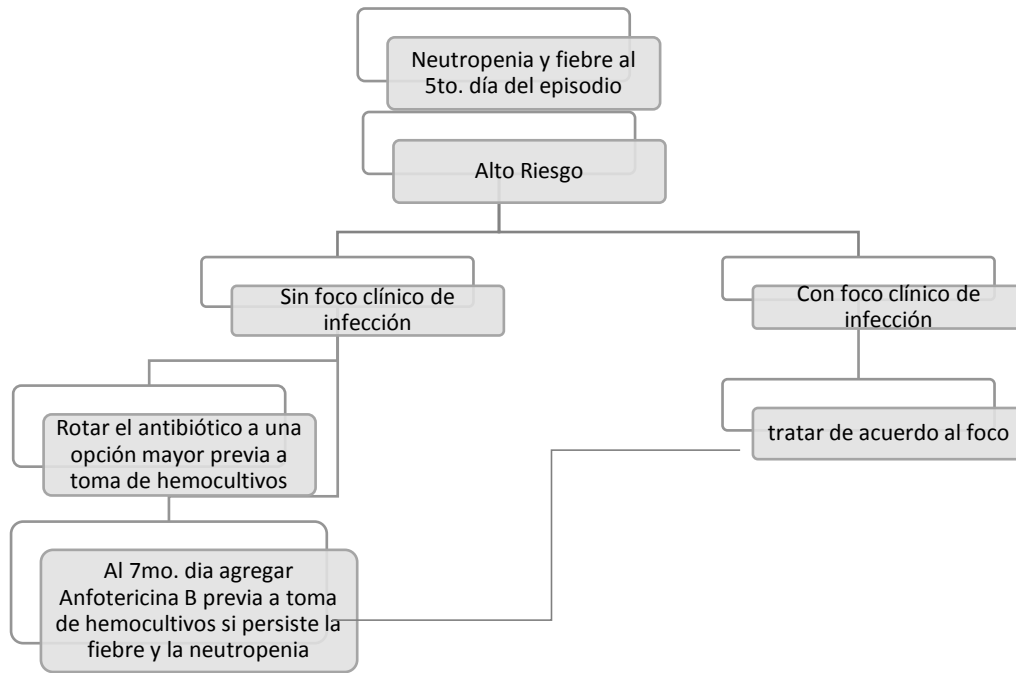 Neutropenia y fiebre al
5to. día del episodio
Alto Riesgo
Sin foco clínico de
infección
Con foco clínico de
infección
Rotar el antibiótico a una
opción mayor previa a
toma de hemocultivos
tratar de acuerdo al foco
Al 7mo. dia agregar
Anfotericina B previa a toma
de hemocultivos si persiste la
fiebre y la neutropenia